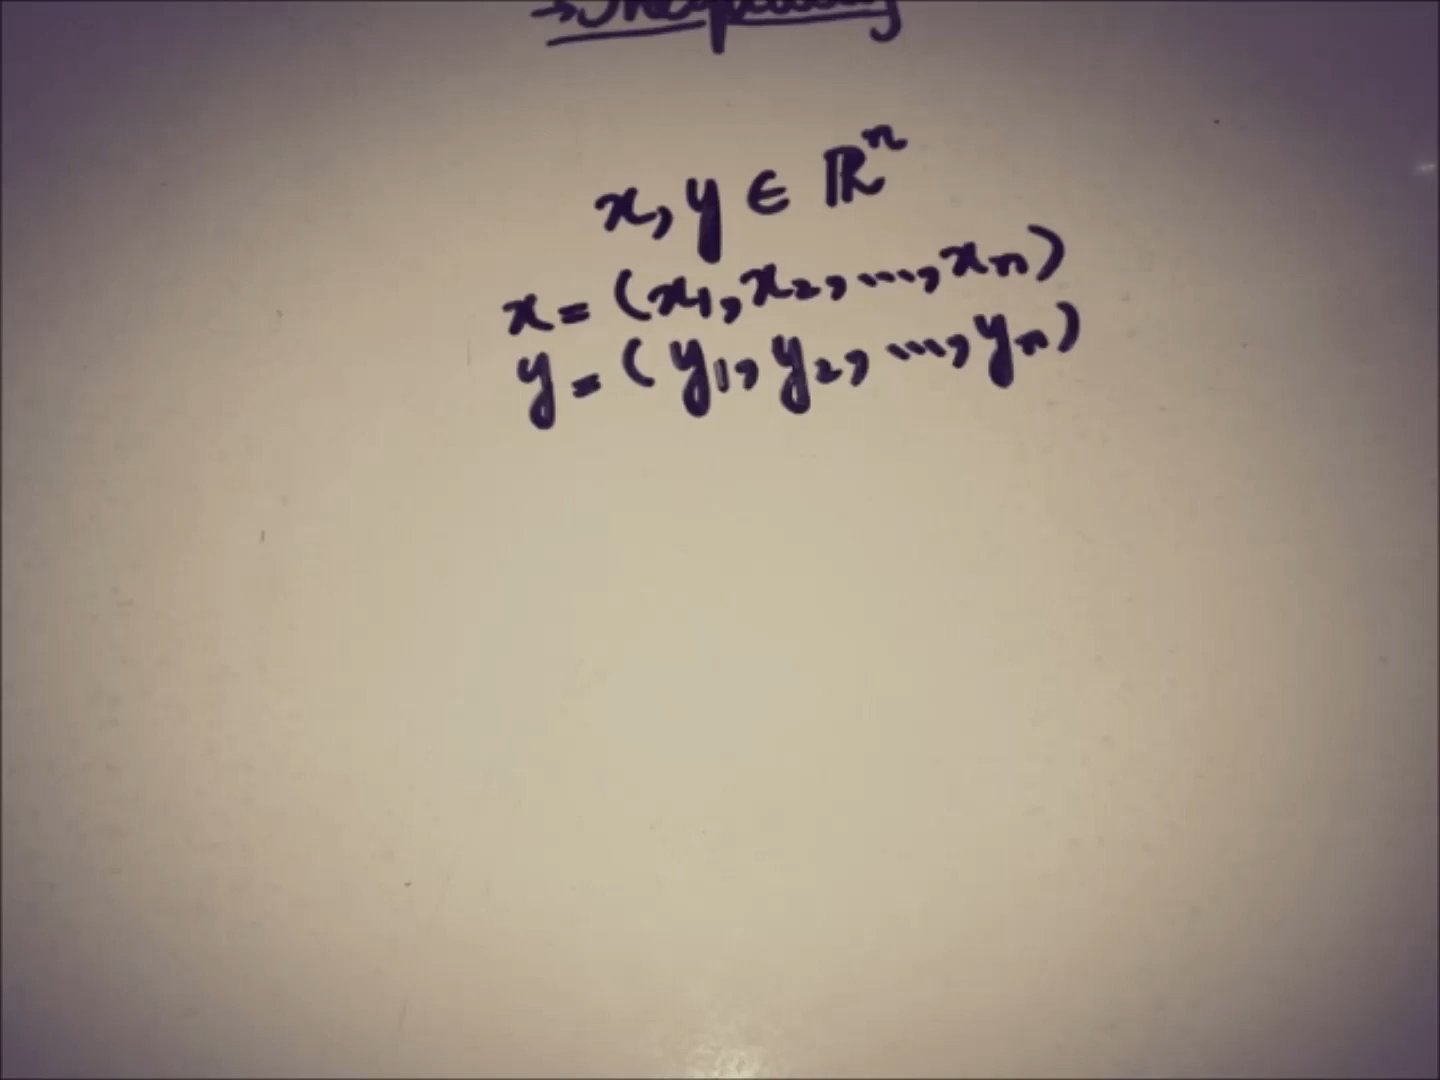 x, y ∈ ℝⁿ
x = (x₁, x₂, ..., xₙ)
y = (y₁, y₂, ..., yₙ)